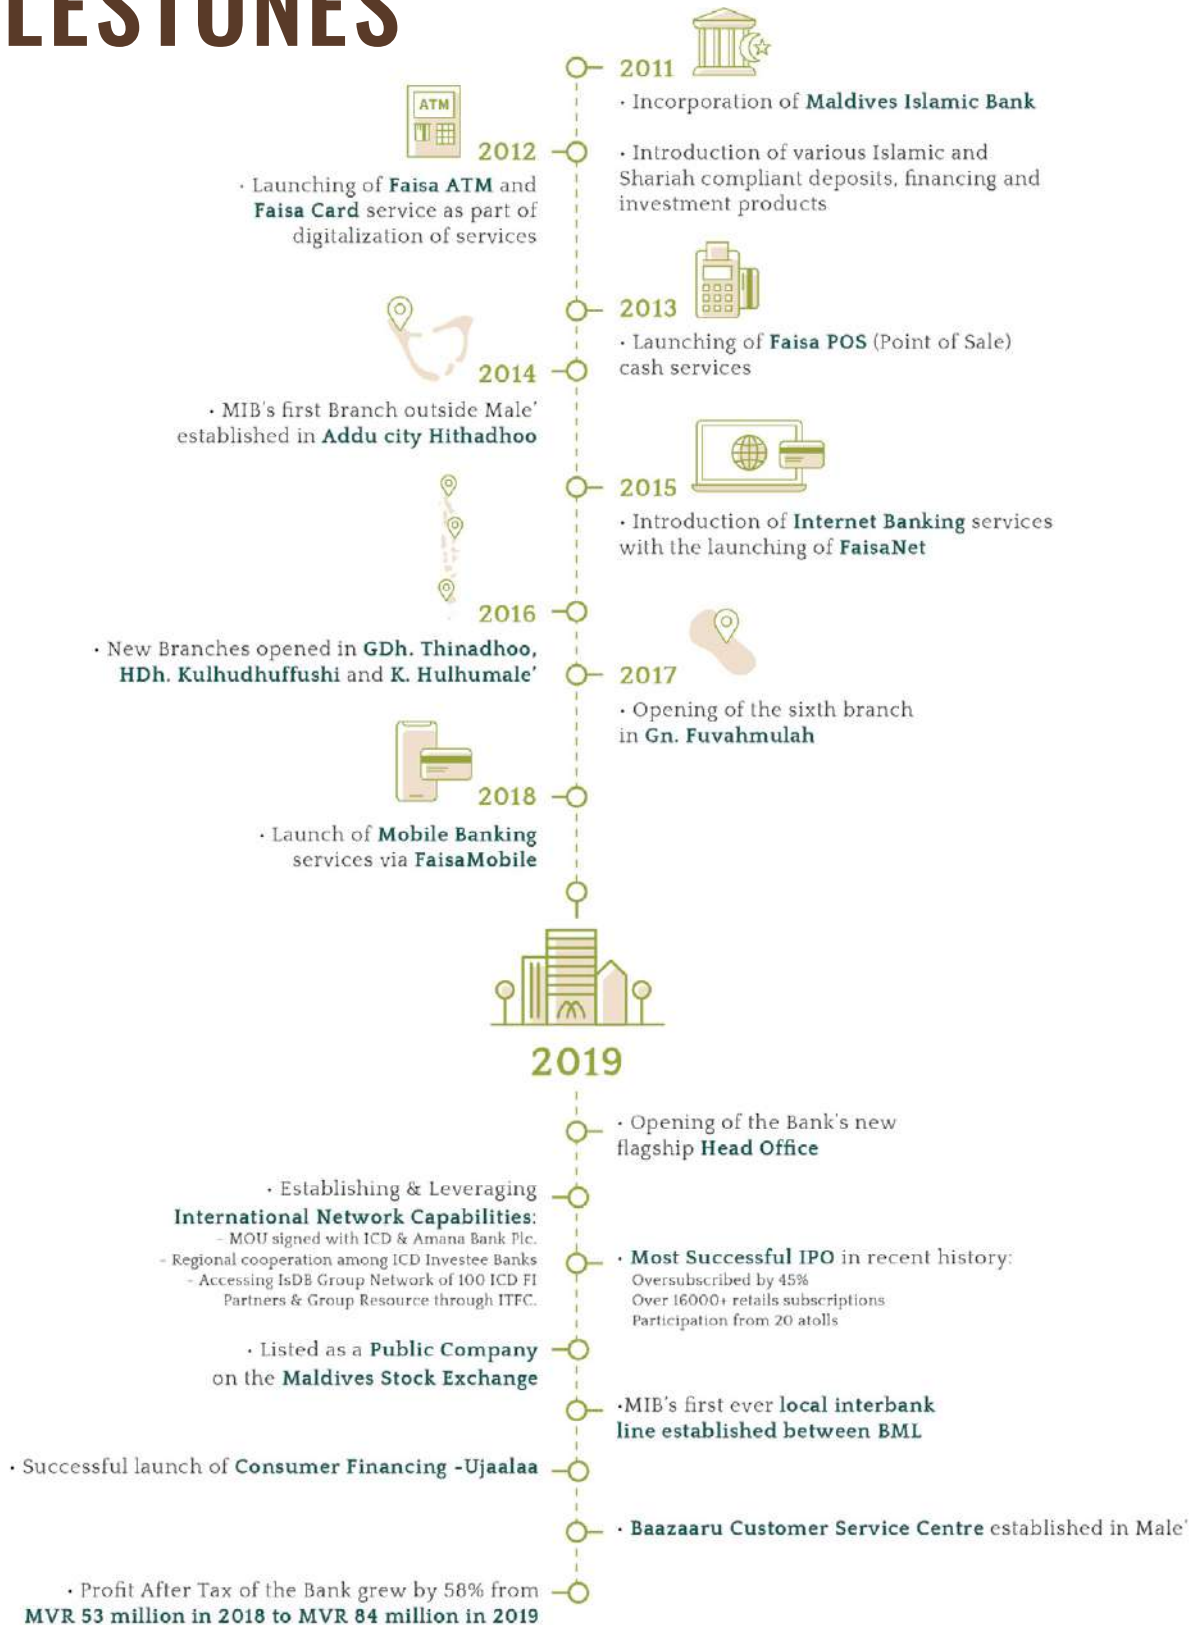 LESTONES
2011
· Incorporation of Maldives Islamic Bank
· Introduction of various Islamic and
Shariah compliant deposits, financing and
investment products
ATM
2012
· Launching of Faisa ATM and
Faisa Card service as part of
digitalization of services
2013
· Launching of Faisa POS (Point of Sale)
cash services
2014
· MIB's first Branch outside Male'
established in Addu city Hithadhoo
2015
· Introduction of Internet Banking services
with the launching of FaisaNet
2016
· New Branches opened in GDh. Thinadhoo,
HDh. Kulhudhuffushi and K. Hulhumale'
2017
· Opening of the sixth branch
in Gn. Fuvahmulah
2018
· Launch of Mobile Banking
services via FaisaMobile
2019
· Opening of the Bank's new
flagship Head Office
· Establishing & Leveraging
International Network Capabilities:
- MOU signed with ICD & Amana Bank Plc.
- Regional cooperation among ICD Investee Banks
- Accessing IsDB Group Network of 100 ICD FI
Partners & Group Resource through ITFC.
· Most Successful IPO in recent history:
Oversubscribed by 45%
Over 16000+ retails subscriptions
Participation from 20 atolls
· Listed as a Public Company
on the Maldives Stock Exchange
·MIB's first ever local interbank
line established between BML
· Successful launch of Consumer Financing -Ujaalaa
· Baazaaru Customer Service Centre established in Male'
· Profit After Tax of the Bank grew by 58% from
MVR 53 million in 2018 to MVR 84 million in 2019